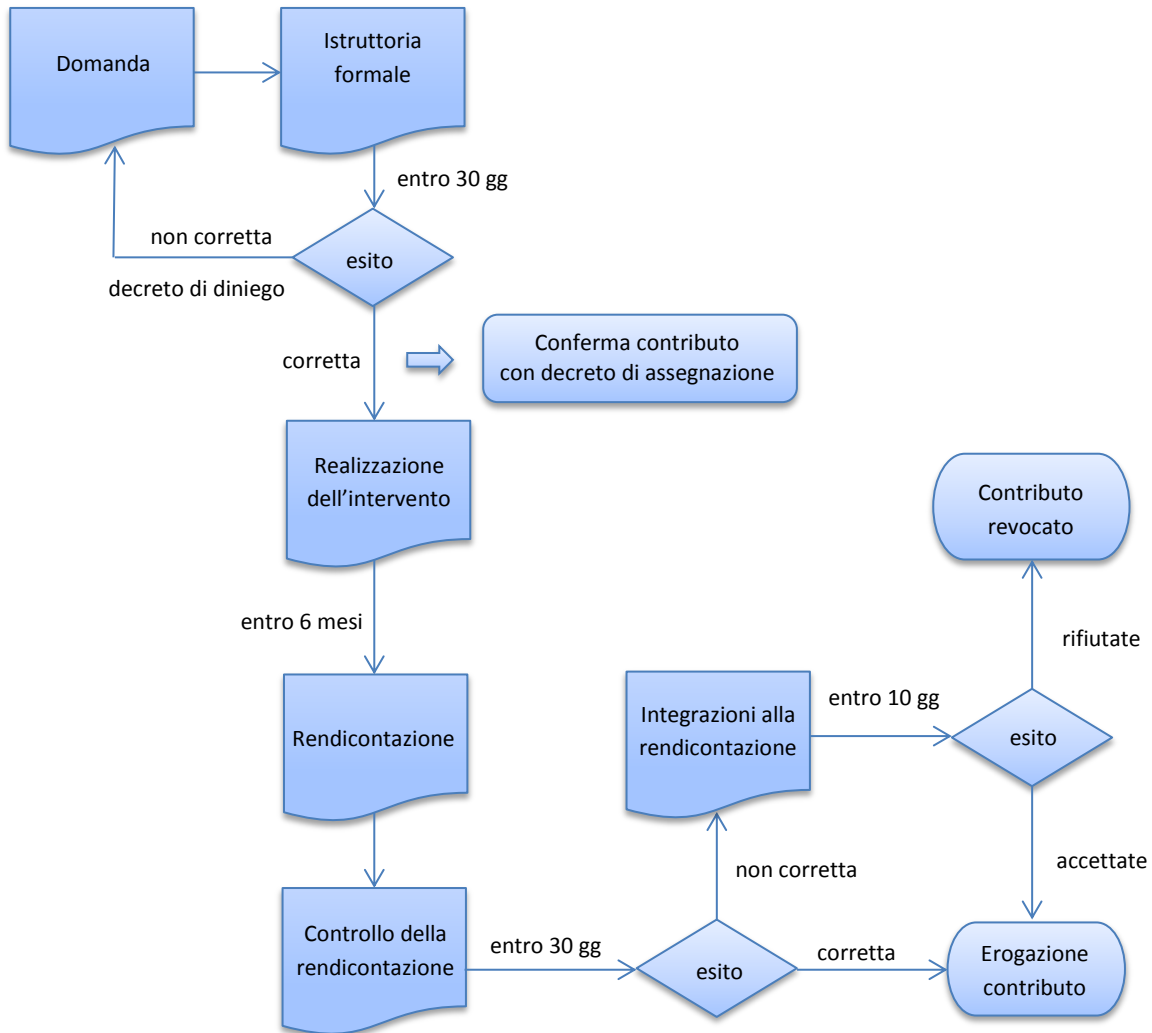 Domanda
Istruttoria
formale
entro 30 gg
non corretta
esito
decreto di diniego
corretta
Conferma contributo
con decreto di assegnazione
Realizzazione
dell’intervento
entro 6 mesi
Rendicontazione
Controllo della
rendicontazione
entro 30 gg
esito
non corretta
corretta
Integrazioni alla
rendicontazione
entro 10 gg
esito
rifiutate
Contributo
revocato
accettate
Erogazione
contributo